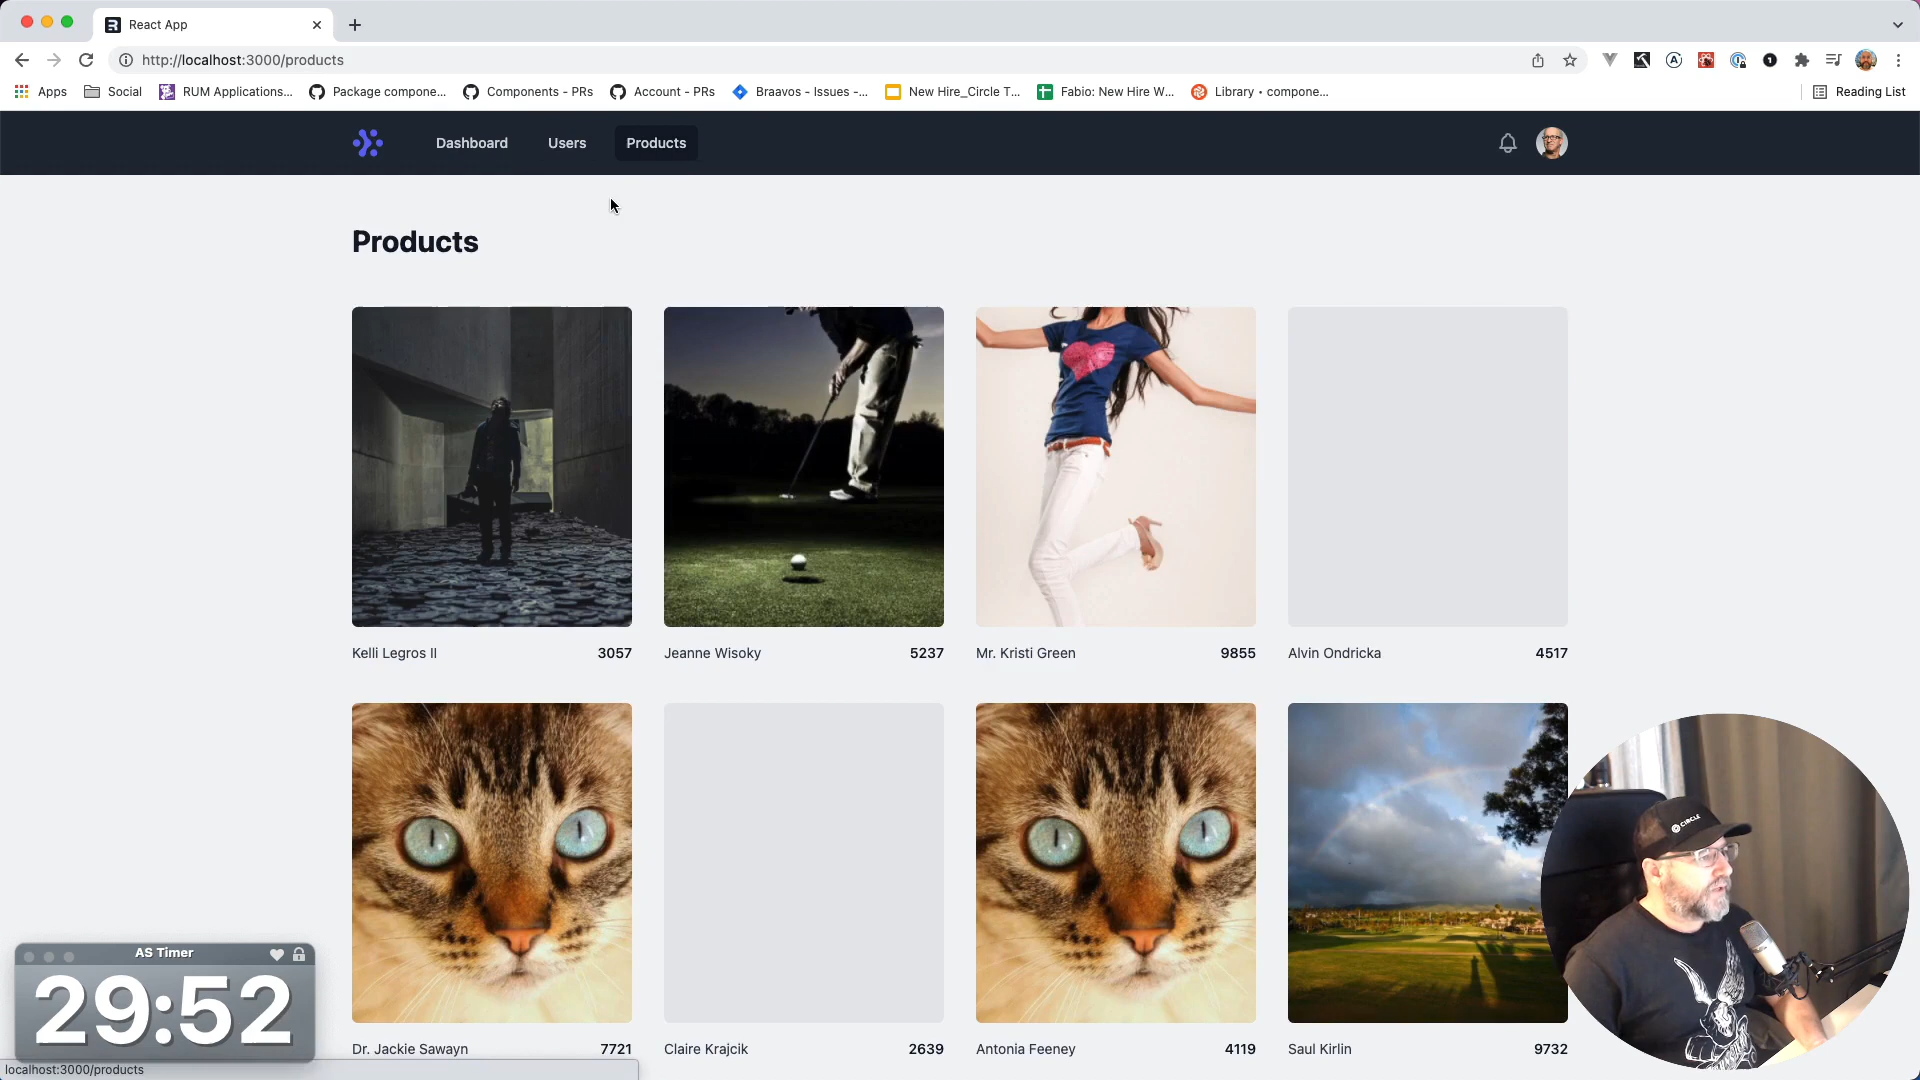 React App
http://localhost:3000/products
Apps Social RUM Applications... Package compone... Components - PRs Account - PRs Braavos - Issues -... New Hire_Circle T... Fabio: New Hire W... Library • compone... Reading List
Dashboard Users Products
Products
Kelli Legros II 3057 Jeanne Wisoky 5237 Mr. Kristi Green 9855 Alvin Ondricka 4517
CIRCLE
AS Timer
29:52
Dr. Jackie Sawayn 7721 Claire Krajcik 2639 Antonia Feeney 4119 Saul Kirlin 9732
localhost:3000/products